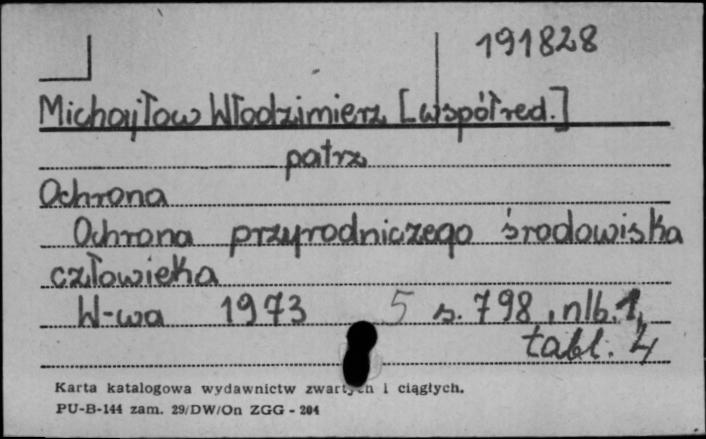 191828
Michajłow Włodzimierz [współred.]
patrz
Ochrona
Ochrona przyrodniczego środowiska
człowieka
W-wa 1973 5 s. 798, nlb. 1,
tabl. 4
Karta katalogowa wydawnictw zwartych i ciągłych.
PU-B-144 zam. 29/DW/On ZGG - 204